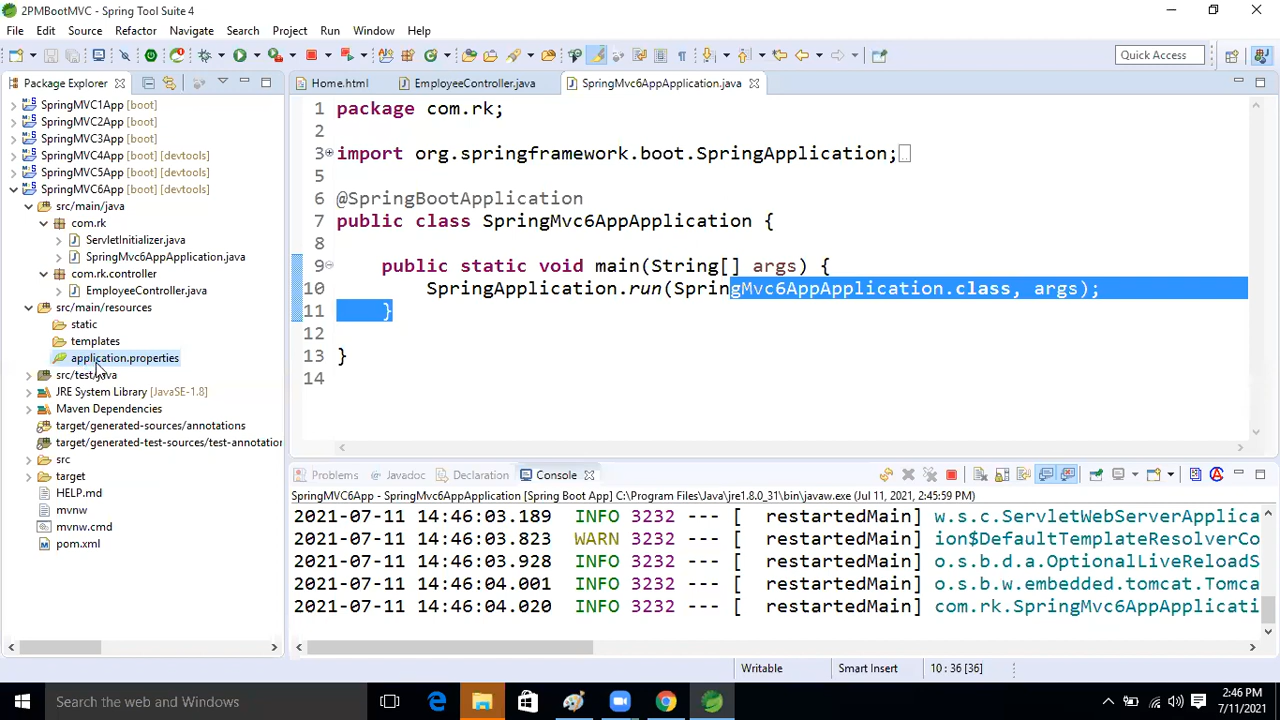 2PMBootMVC - Spring Tool Suite 4
File Edit Source Refactor Navigate Search Project Run Window Help
Quick Access
Package Explorer
SpringMVC1App [boot]
SpringMVC2App [boot]
SpringMVC3App [boot]
SpringMVC4App [boot] [devtools]
SpringMVC5App [boot] [devtools]
SpringMVC6App [boot] [devtools]
src/main/java
com.rk
ServletInitializer.java
SpringMvc6AppApplication.java
com.rk.controller
EmployeeController.java
src/main/resources
static
templates
application.properties
src/test/java
JRE System Library [JavaSE-1.8]
Maven Dependencies
target/generated-sources/annotations
target/generated-test-sources/test-annotation
src
target
HELP.md
mvnw
mvnw.cmd
pom.xml
Home.html EmployeeController.java SpringMvc6AppApplication.java
1 package com.rk;
2
3 import org.springframework.boot.SpringApplication;
5
6 @SpringBootApplication
7 public class SpringMvc6AppApplication {
8
9 public static void main(String[] args) {
10 SpringApplication.run(SpringMvc6AppApplication.class, args);
11 }
12
13 }
14
Problems Javadoc Declaration Console
SpringMVC6App - SpringMvc6AppApplication [Spring Boot App] C:\Program Files\Java\jre1.8.0_31\bin\javaw.exe (Jul 11, 2021, 2:45:59 PM)
2021-07-11 14:46:03.189 INFO 3232 --- [ restartedMain] w.s.c.ServletWebServerApplica
2021-07-11 14:46:03.823 WARN 3232 --- [ restartedMain] ion$DefaultTemplateResolverCo
2021-07-11 14:46:03.928 INFO 3232 --- [ restartedMain] o.s.b.d.a.OptionalLiveReloadS
2021-07-11 14:46:04.001 INFO 3232 --- [ restartedMain] o.s.b.w.embedded.tomcat.Tomca
2021-07-11 14:46:04.020 INFO 3232 --- [ restartedMain] com.rk.SpringMvc6AppApplicati
Writable Smart Insert 10 : 36 [36]
Search the web and Windows
2:46 PM
7/11/2021